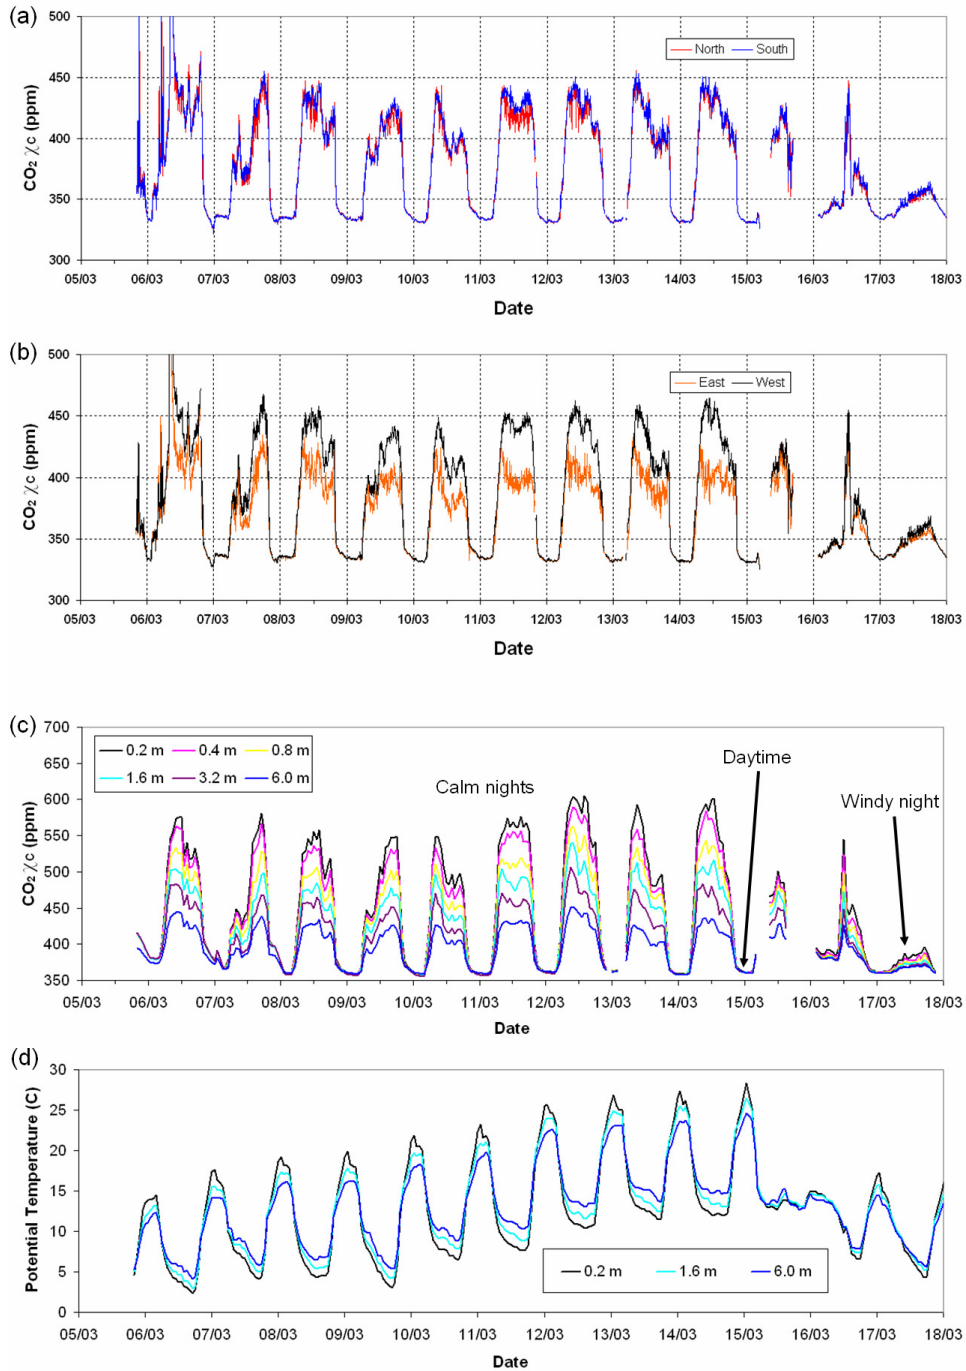 (a)
500
450
400
350
300
CO₂ χc (ppm)
North South
05/03 06/03 07/03 08/03 09/03 10/03 11/03 12/03 13/03 14/03 15/03 16/03 17/03 18/03
Date
(b)
500
450
400
350
300
CO₂ χc (ppm)
East West
05/03 06/03 07/03 08/03 09/03 10/03 11/03 12/03 13/03 14/03 15/03 16/03 17/03 18/03
Date
(c)
700
650
600
550
500
450
400
350
CO₂ χc (ppm)
0.2 m 0.4 m 0.8 m
1.6 m 3.2 m 6.0 m
Calm nights
Daytime
Windy night
05/03 06/03 07/03 08/03 09/03 10/03 11/03 12/03 13/03 14/03 15/03 16/03 17/03 18/03
Date
(d)
30
25
20
15
10
5
0
Potential Temperature (C)
0.2 m 1.6 m 6.0 m
05/03 06/03 07/03 08/03 09/03 10/03 11/03 12/03 13/03 14/03 15/03 16/03 17/03 18/03
Date